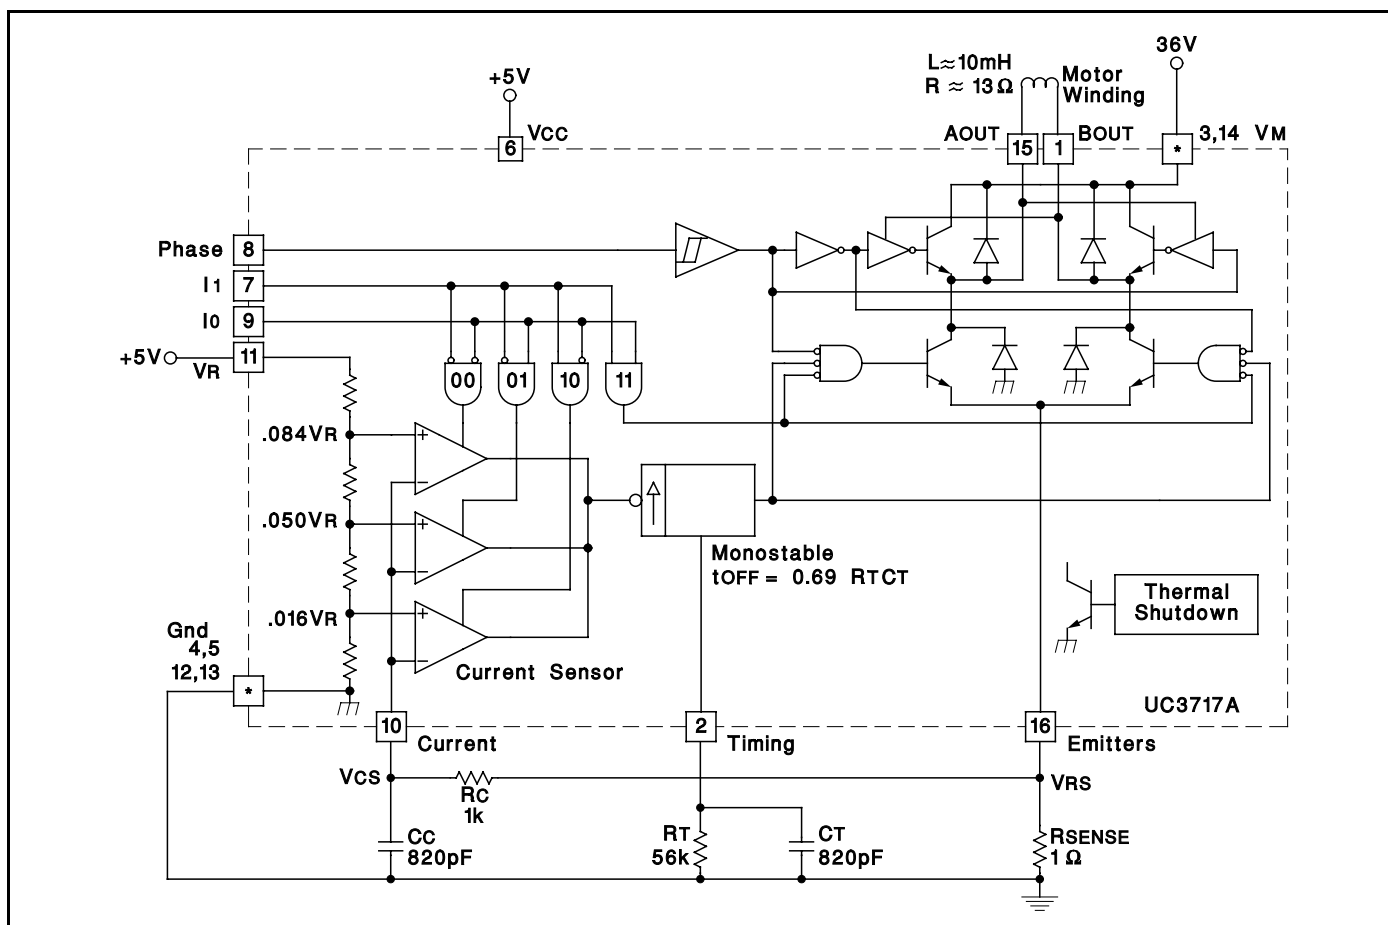 36V
L≈10mH
R ≈ 13Ω
Motor
Winding
+5V
VCC
6
AOUT
15
1
BOUT
*
3,14 VM
Phase
8
I1
7
I0
9
+5V
VR
11
00
01
10
11
.084VR
+
−
.050VR
+
−
.016VR
+
−
Current Sensor
Monostable
tOFF = 0.69 RTCT
Thermal
Shutdown
Gnd
4,5
12,13
*
UC3717A
10
Current
2
Timing
16
Emitters
VCS
RC
1k
VRS
CC
820pF
RT
56k
CT
820pF
RSENSE
1 Ω